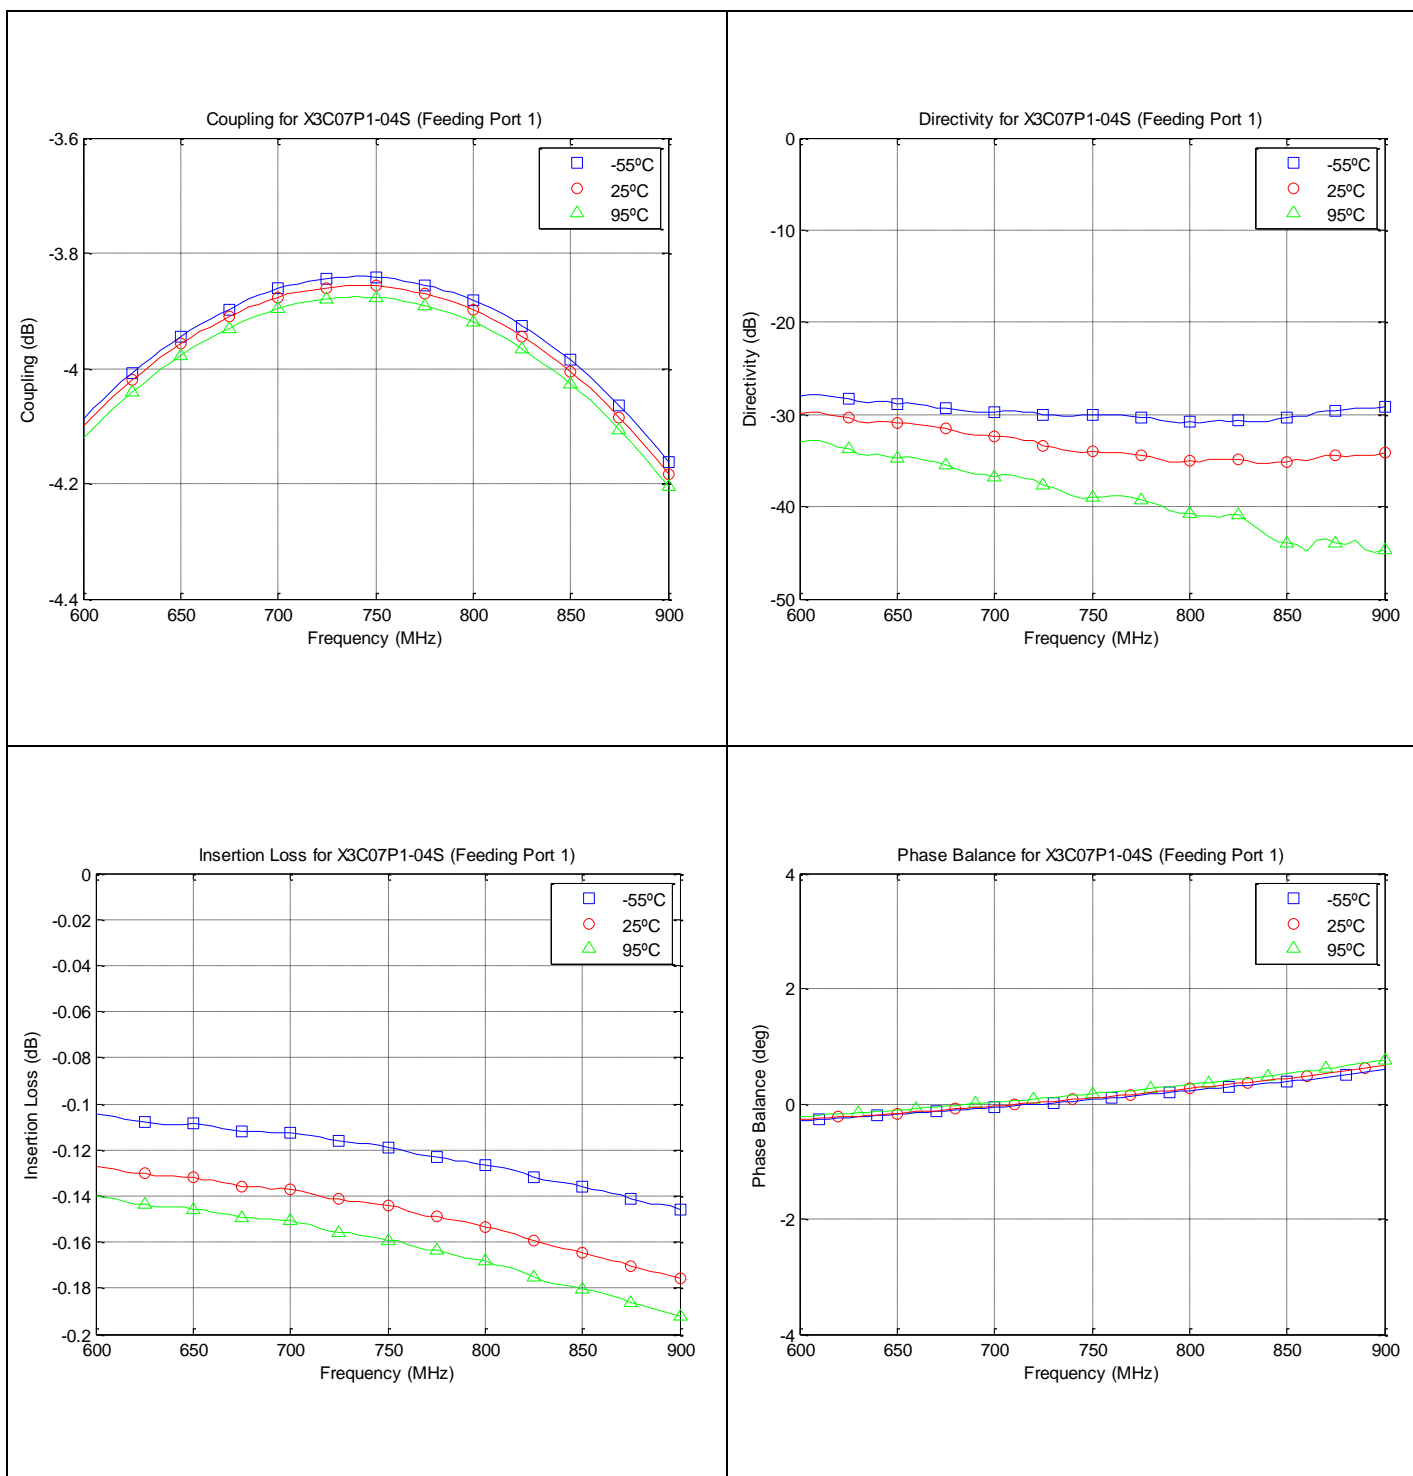 Coupling for X3C07P1-04S (Feeding Port 1)
-3.6
-3.8
-4
-4.2
-4.4
Coupling (dB)
600 650 700 750 800 850 900
Frequency (MHz)
-55ºC
25ºC
95ºC
Directivity for X3C07P1-04S (Feeding Port 1)
0
-10
-20
-30
-40
-50
Directivity (dB)
600 650 700 750 800 850 900
Frequency (MHz)
-55ºC
25ºC
95ºC
Insertion Loss for X3C07P1-04S (Feeding Port 1)
0
-0.02
-0.04
-0.06
-0.08
-0.1
-0.12
-0.14
-0.16
-0.18
-0.2
Insertion Loss (dB)
600 650 700 750 800 850 900
Frequency (MHz)
-55ºC
25ºC
95ºC
Phase Balance for X3C07P1-04S (Feeding Port 1)
4
2
0
-2
-4
Phase Balance (deg)
600 650 700 750 800 850 900
Frequency (MHz)
-55ºC
25ºC
95ºC